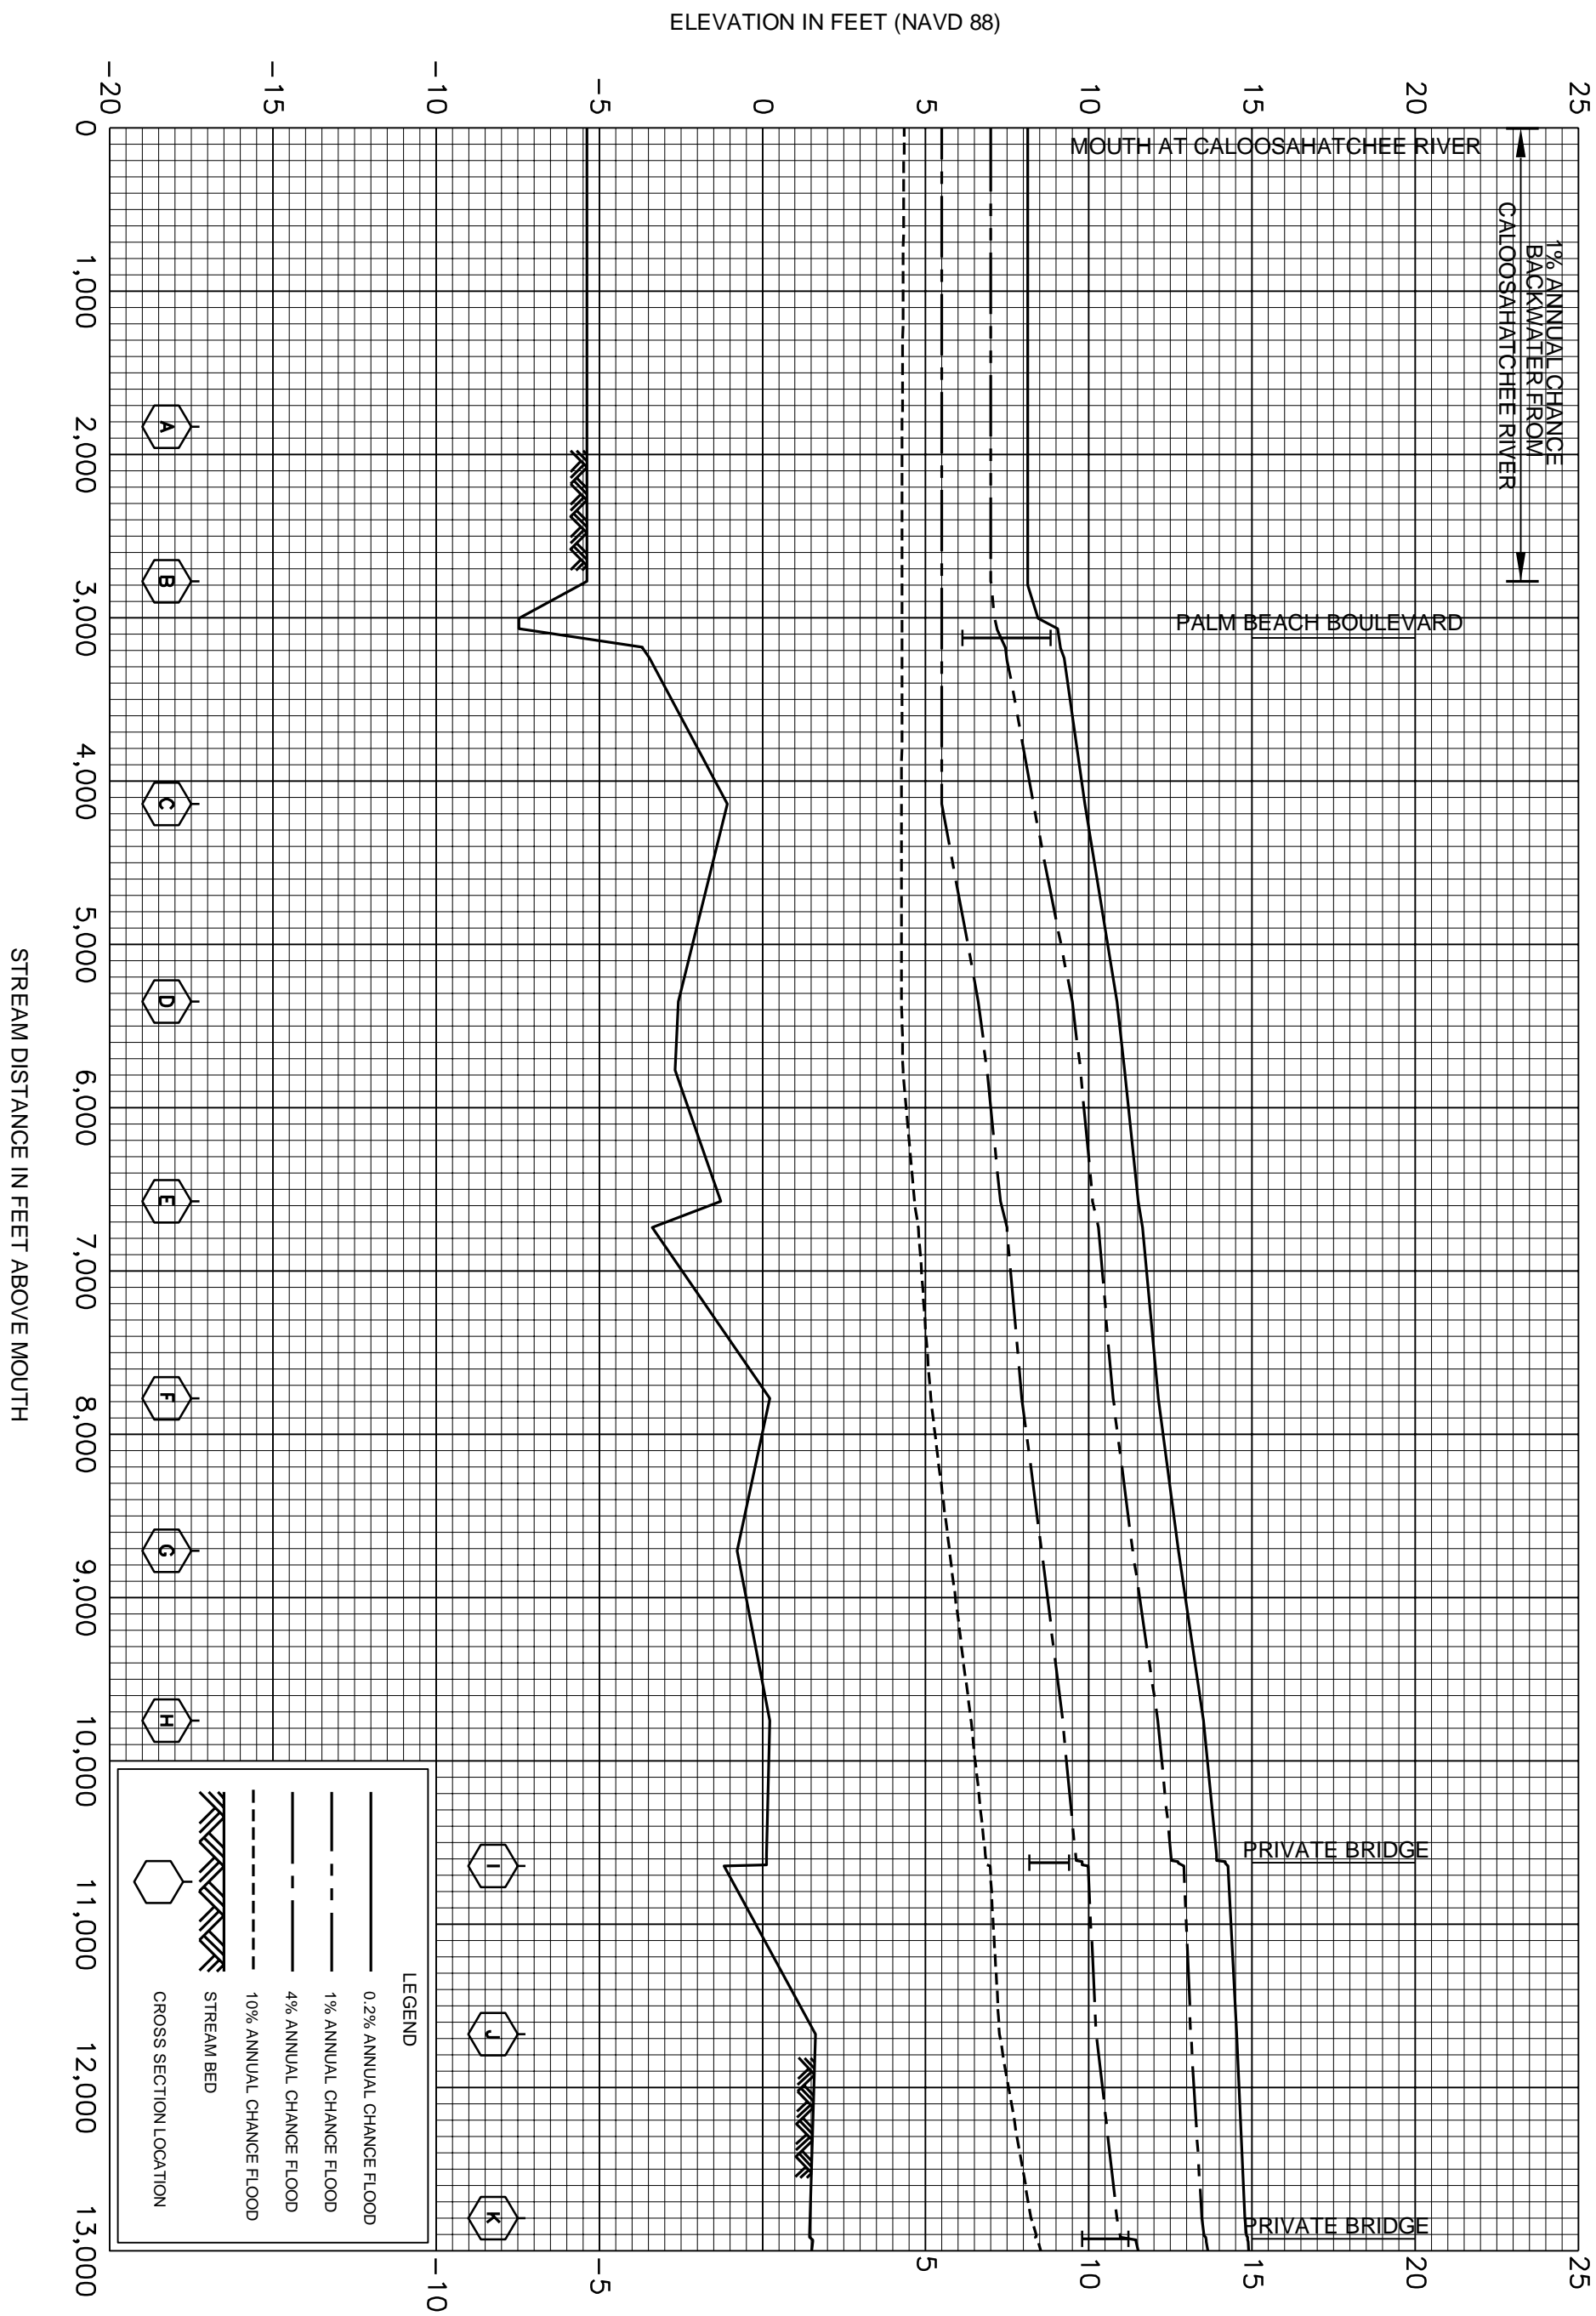 ELEVATION IN FEET (NAVD 88)
-20
-15
-10
-5
0
5
10
15
20
25
MOUTH AT CALOOSAHATCHEE RIVER
1% ANNUAL CHANCE
BACKWATER FROM
CALOOSAHATCHEE RIVER
PALM BEACH BOULEVARD
PRIVATE BRIDGE
PRIVATE BRIDGE
0
1,000
2,000
3,000
4,000
5,000
6,000
7,000
8,000
9,000
10,000
11,000
12,000
13,000
A
B
C
D
E
F
G
H
I
J
K
LEGEND
0.2% ANNUAL CHANCE FLOOD
1% ANNUAL CHANCE FLOOD
4% ANNUAL CHANCE FLOOD
10% ANNUAL CHANCE FLOOD
STREAM BED
CROSS SECTION LOCATION
-10
-5
5
10
15
20
25
STREAM DISTANCE IN FEET ABOVE MOUTH